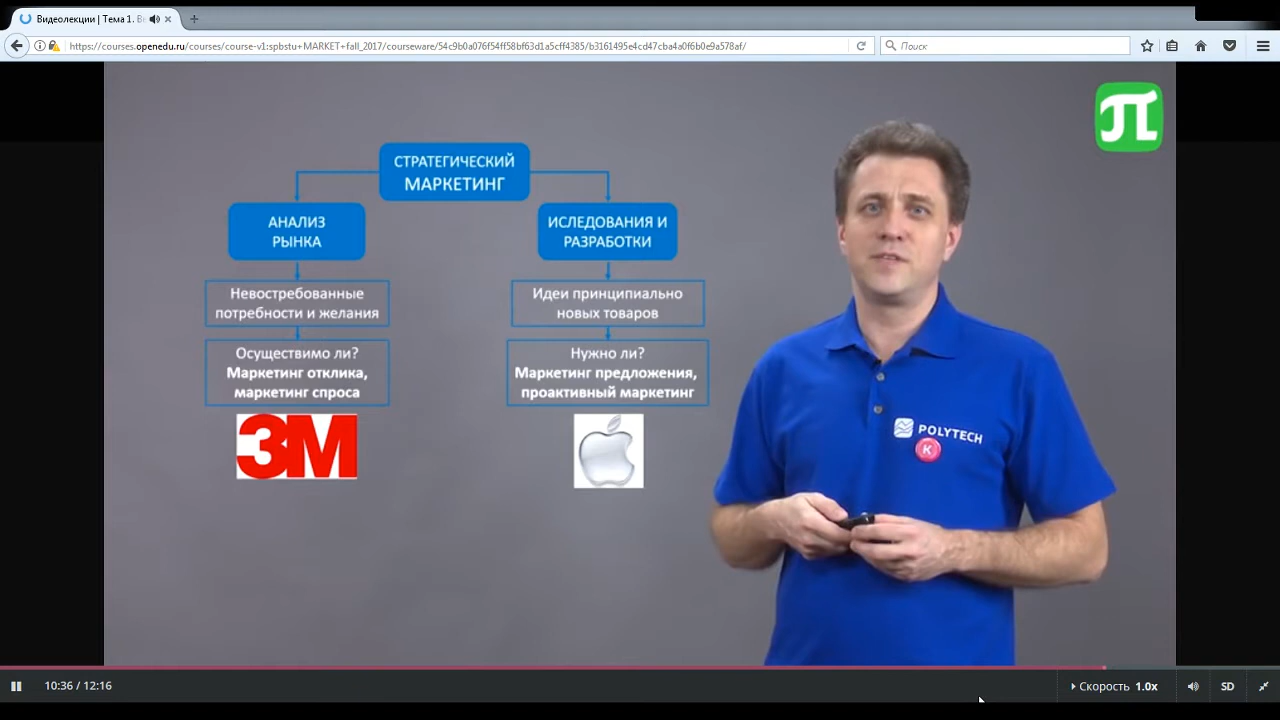 Видеолекции | Тема 1. Ве
https://courses.openedu.ru/courses/course-v1:spbstu+MARKET+fall_2017/courseware/54c9b0a076f54ff58bf63d1a5cff4385/b3161495e4cd47cba4a0f6b0e9a578af/
Поиск
СТРАТЕГИЧЕСКИЙ
МАРКЕТИНГ
АНАЛИЗ
РЫНКА
ИСЛЕДОВАНИЯ И
РАЗРАБОТКИ
Невостребованные
потребности и желания
Идеи принципиально
новых товаров
Осуществимо ли?
Маркетинг отклика,
маркетинг спроса
Нужно ли?
Маркетинг предложения,
проактивный маркетинг
3M
POLYTECH
K
10:36 / 12:16
Скорость 1.0x
SD